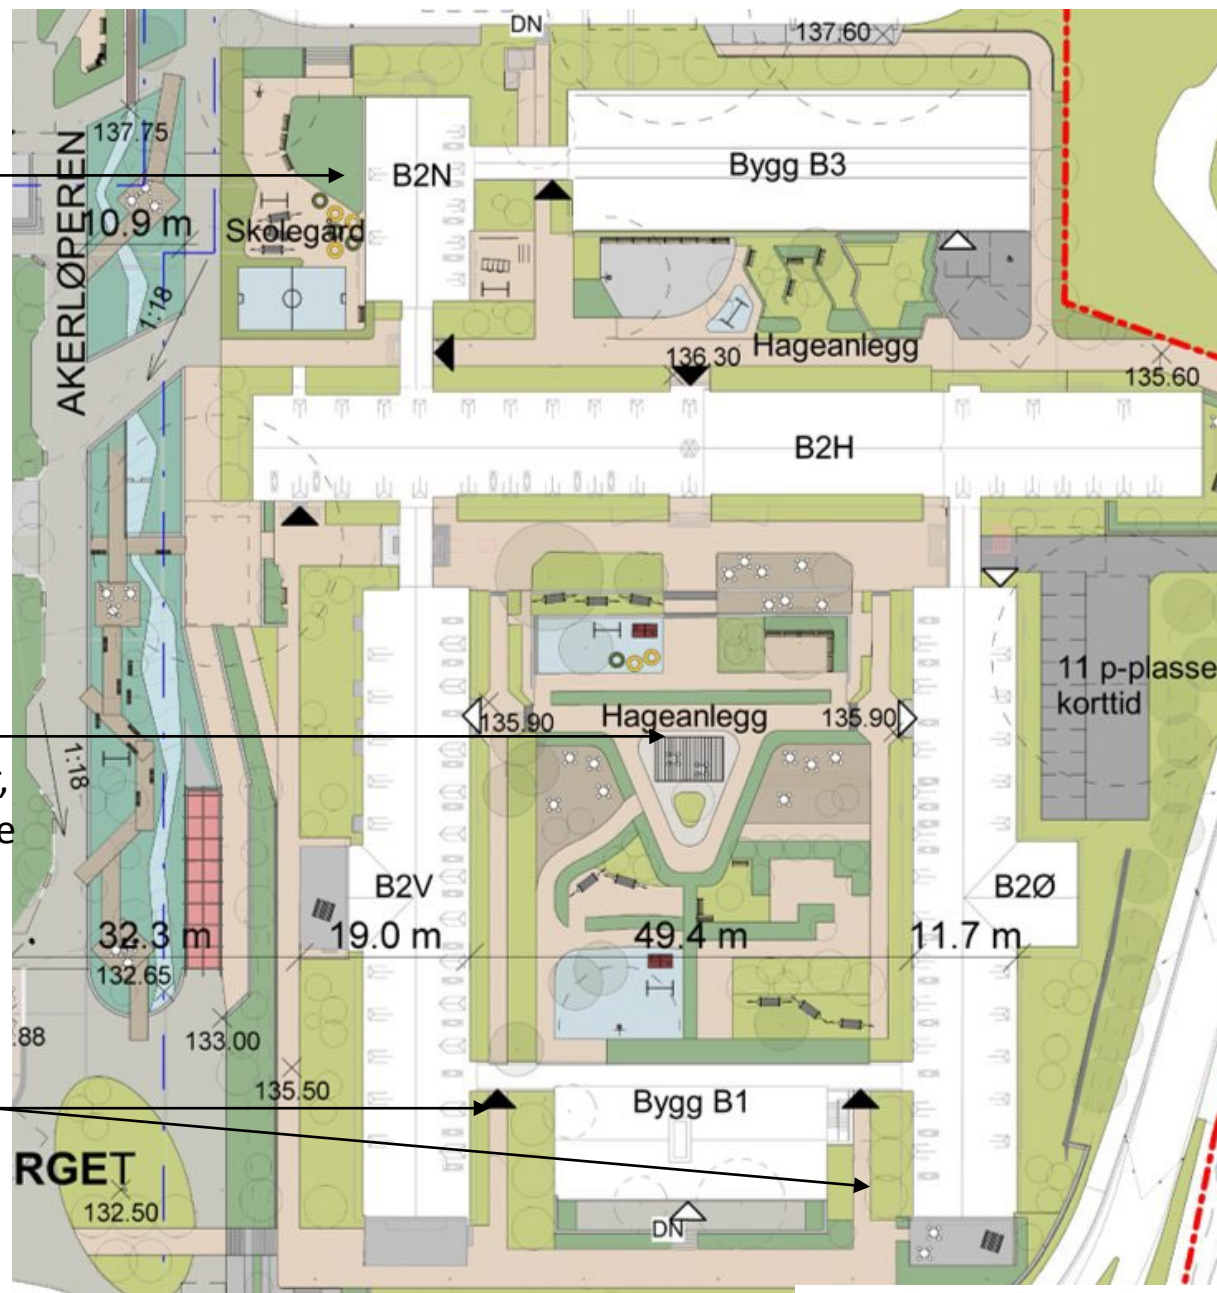 DN
137.60
137.75
AKERLØPEREN
B2N
Bygg B3
10.9 m
Skolegard
1:18
Hageanlegg
136.30
135.60
B2H
11 p-plasse
korttid
135.90
Hageanlegg
135.90
1:18
,
e
B2V
B2Ø
32.3 m
19.0 m
49.4 m
11.7 m
132.65
.88
133.00
135.50
Bygg B1
RGET
132.50
DN